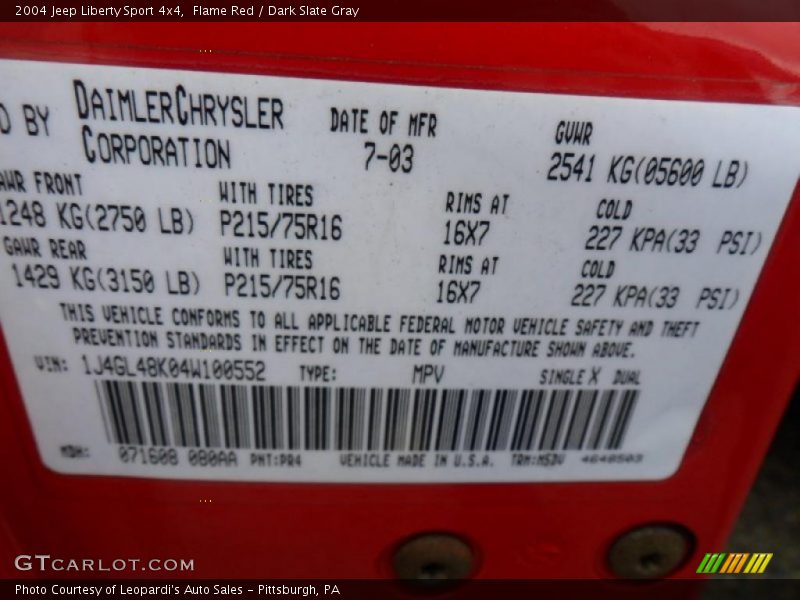 2004 Jeep Liberty Sport 4x4,  Flame Red / Dark Slate Gray
D BY DAIMLERCHRYSLER CORPORATION
DATE OF MFR
7-03
GVWR
2541 KG(05600 LB)
AWR FRONT WITH TIRES RIMS AT COLD
1248 KG(2750 LB) P215/75R16 16X7 227 KPA(33 PSI)
GAWR REAR WITH TIRES RIMS AT COLD
1429 KG(3150 LB) P215/75R16 16X7 227 KPA(33 PSI)
THIS VEHICLE CONFORMS TO ALL APPLICABLE FEDERAL MOTOR VEHICLE SAFETY AND THEFT
PREVENTION STANDARDS IN EFFECT ON THE DATE OF MANUFACTURE SHOWN ABOVE.
VIN: 1J4GL48K04W100552 TYPE: MPV SINGLE X DUAL
MDH: 071608 080AA PNT:PR4 VEHICLE MADE IN U.S.A. TRM:
GTCARLOT.COM
Photo Courtesy of Leopardi's Auto Sales - Pittsburgh, PA